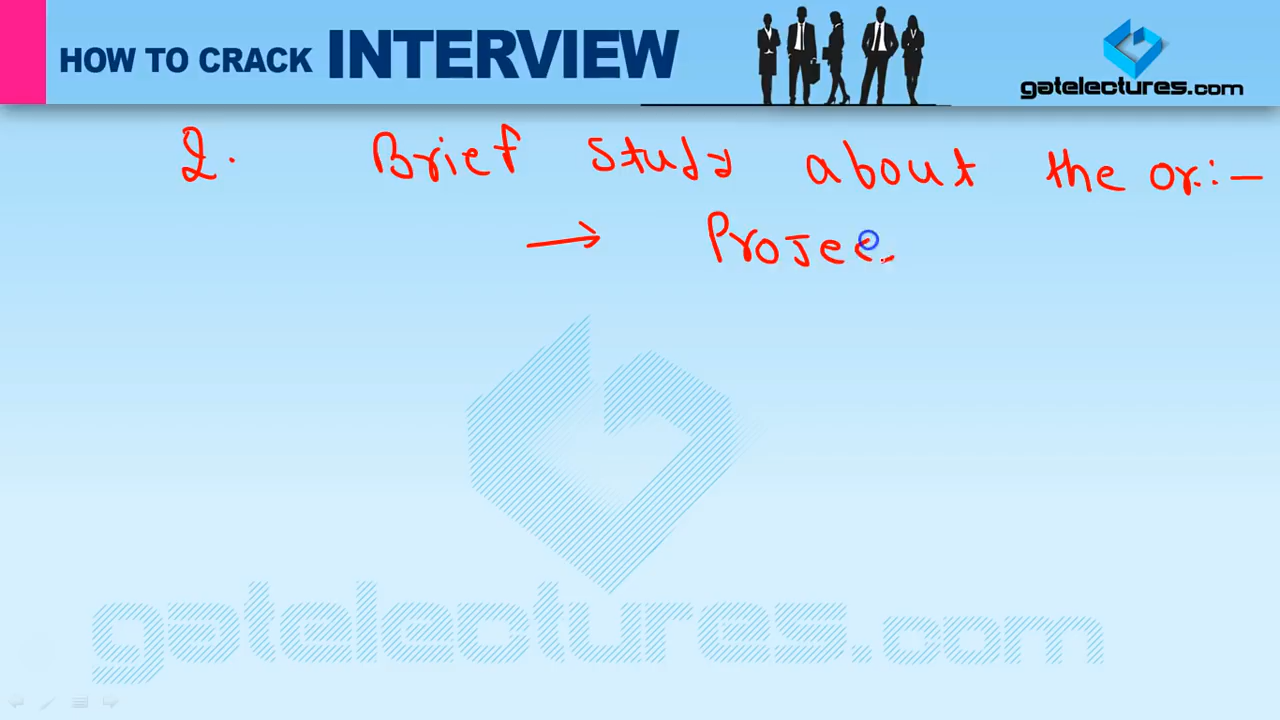 HOW TO CRACK INTERVIEW
gatelectures.com
2. Brief study about the or:-
→ Projec
gatelectures.com